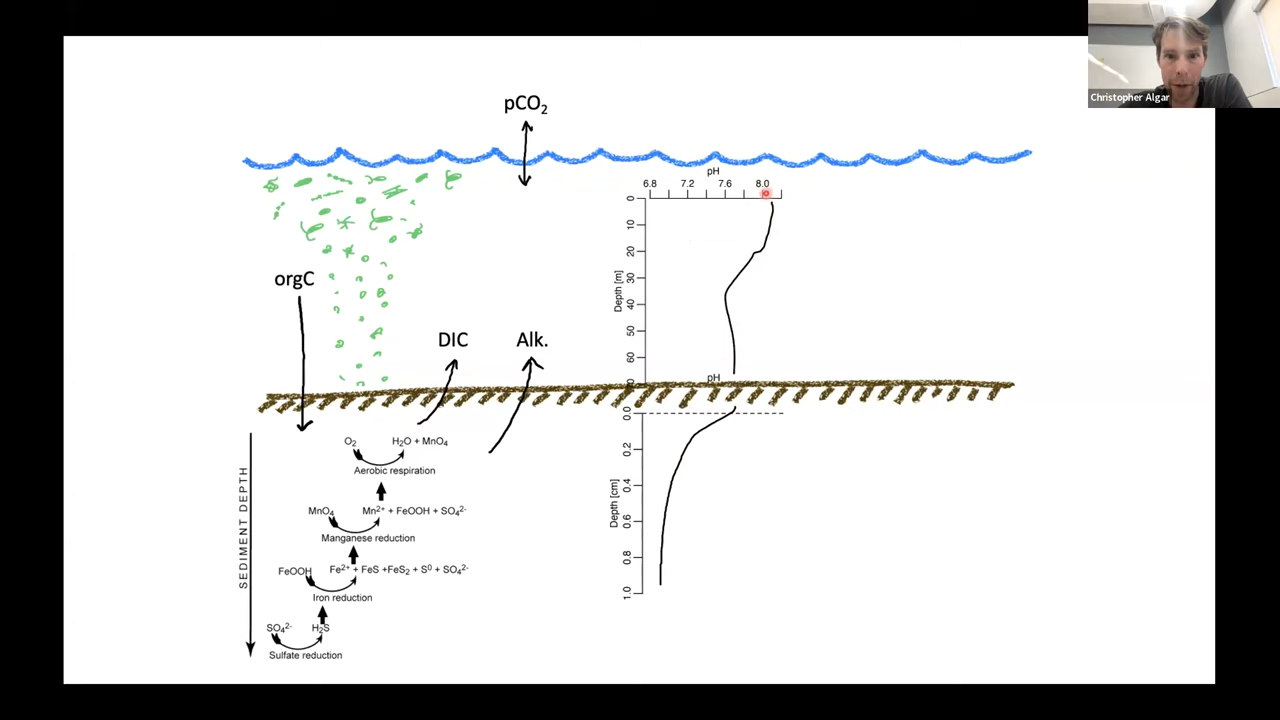 Christopher Algar
pCO2
pH
6.8 7.2 7.6 8.0
0
10
20
30
40
50
60
Depth [m]
orgC
DIC
Alk.
pH
0.0
0.2
0.4
0.6
0.8
1.0
Depth [cm]
SEDIMENT DEPTH
O2 H2O + MnO4
Aerobic respiration
MnO4 Mn2+ + FeOOH + SO42-
Manganese reduction
FeOOH Fe2+ + FeS +FeS2 + S0 + SO42-
Iron reduction
SO42- H2S
Sulfate reduction